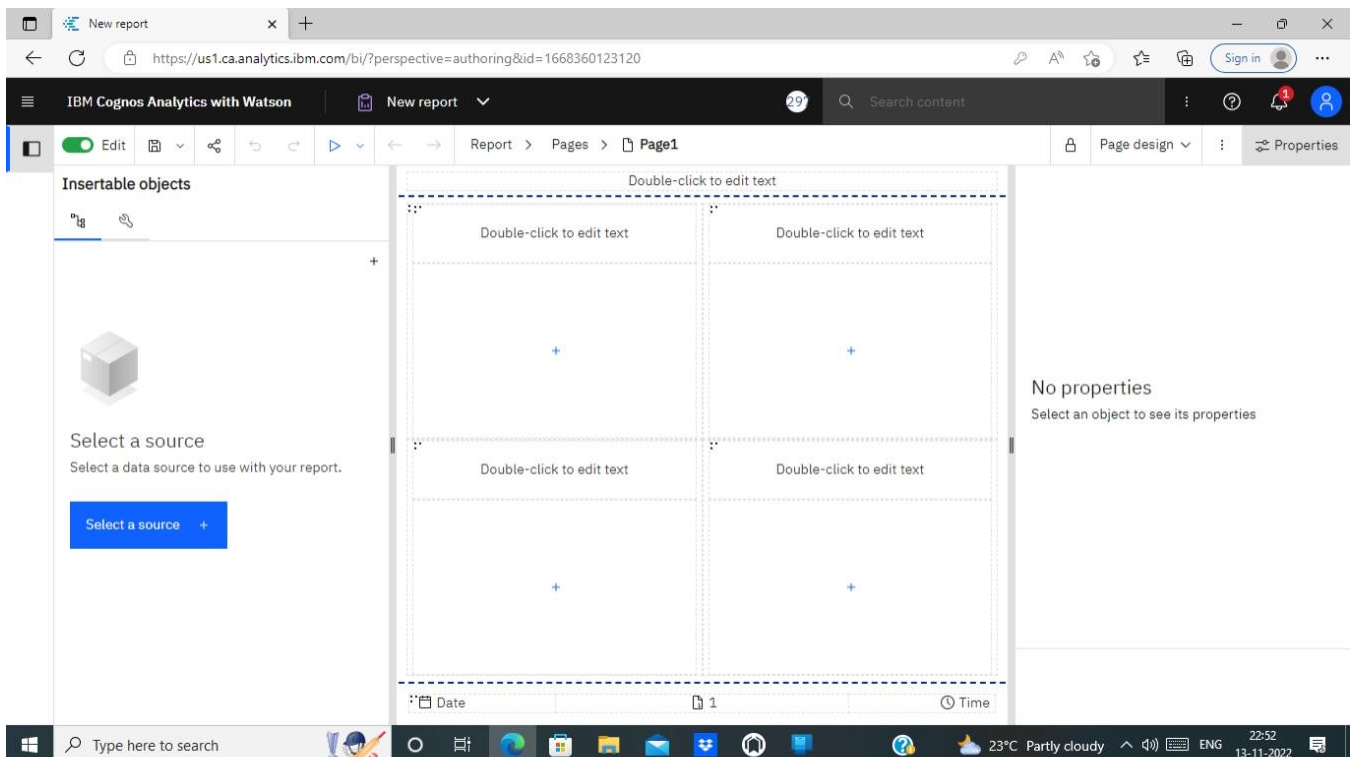 New report
https://us1.ca.analytics.ibm.com/bi/?perspective=authoring&id=1668360123120
Sign in
IBM Cognos Analytics with Watson
New report
29
Search content
1
Edit
Report > Pages > Page1
Page design
Properties
Insertable objects
Select a source
Select a data source to use with your report.
Select a source +
Double-click to edit text
Double-click to edit text
Double-click to edit text
Double-click to edit text
Double-click to edit text
Date
1
Time
No properties
Select an object to see its properties
Type here to search
23°C Partly cloudy
ENG
22:52
13-11-2022